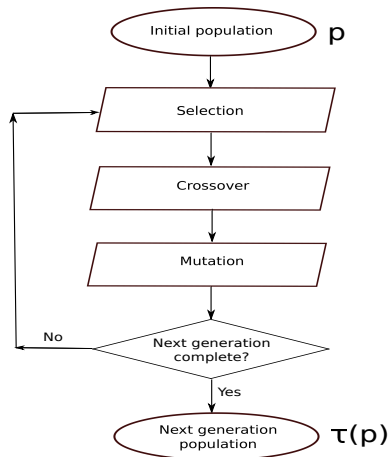 Initial population
p
Selection
Crossover
Mutation
Next generation
complete?
No
Yes
Next generation
population
τ(p)